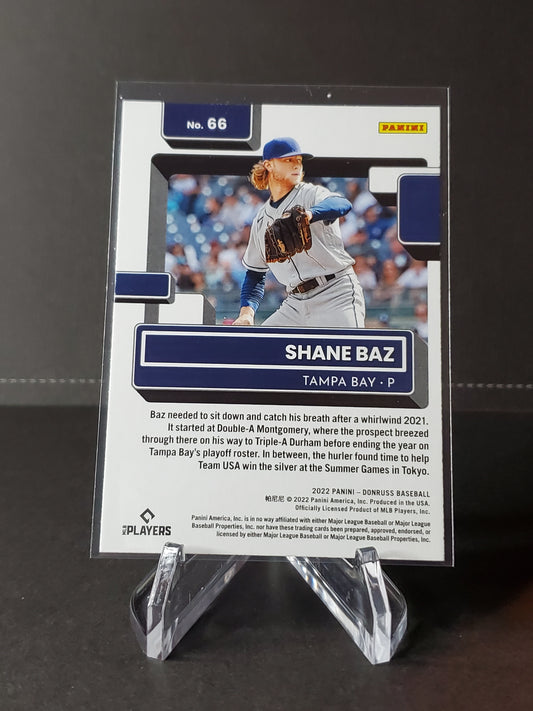 No. 66
PANINI
SHANE BAZ
TAMPA BAY • P
Baz needed to sit down and catch his breath after a whirlwind 2021.
It started at Double-A Montgomery, where the prospect breezed
through there on his way to Triple-A Durham before ending the year on
Tampa Bay's playoff roster. In between, the hurler found time to help
Team USA win the silver at the Summer Games in Tokyo.
2022 PANINI – DONRUSS BASEBALL
帕尼尼 © 2022 Panini America, Inc. Produced in the USA.
Officially Licensed Product of MLB Players, Inc.
Panini America, Inc. is in no way affiliated with either Major League Baseball or Major League
Baseball Properties, Inc. nor have these trading cards been prepared, approved, endorsed, or
licensed by either Major League Baseball or Major League Baseball Properties, Inc.
MLB PLAYERS